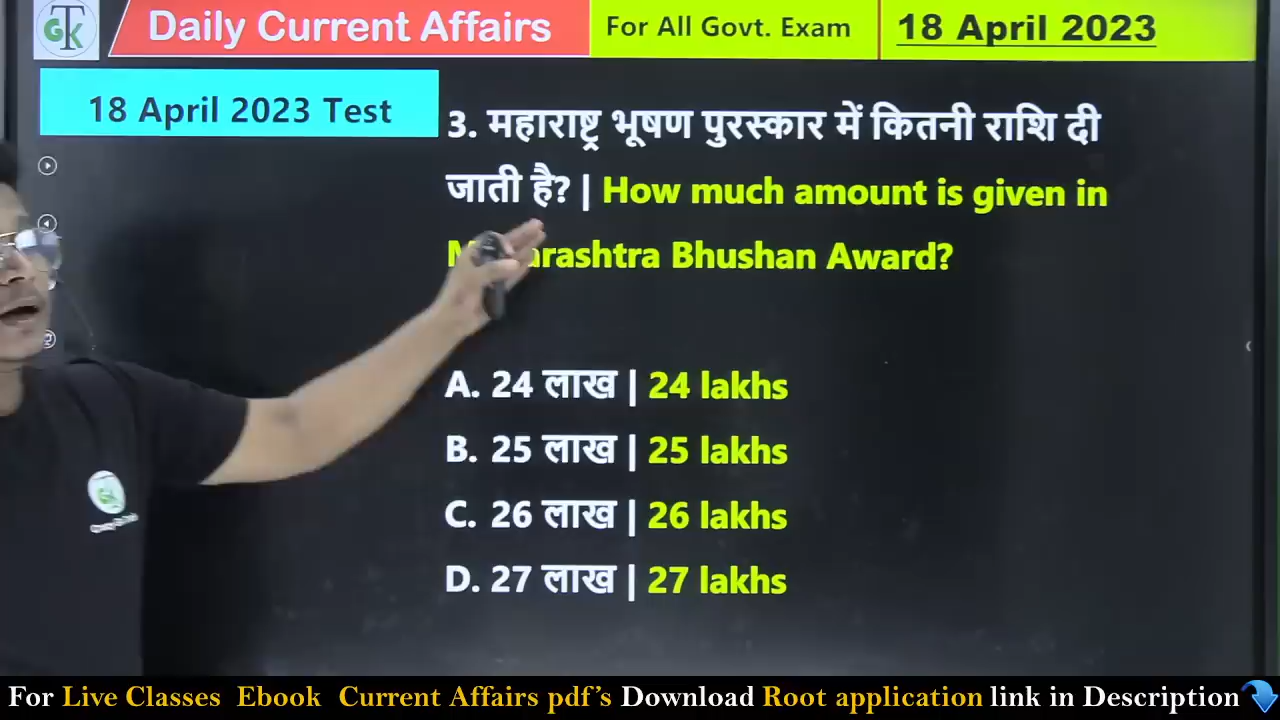 GTK
Daily Current Affairs
For All Govt. Exam
18 April 2023
18 April 2023 Test
3. महाराष्ट्र भूषण पुरस्कार में कितनी राशि दी
जाती है? | How much amount is given in
Bhushan Award?
A. 24 लाख | 24 lakhs
B. 25 लाख | 25 lakhs
C. 26 लाख | 26 lakhs
D. 27 लाख | 27 lakhs
GK
For Live Classes Ebook Current Affairs pdf's Download Root application link in Description